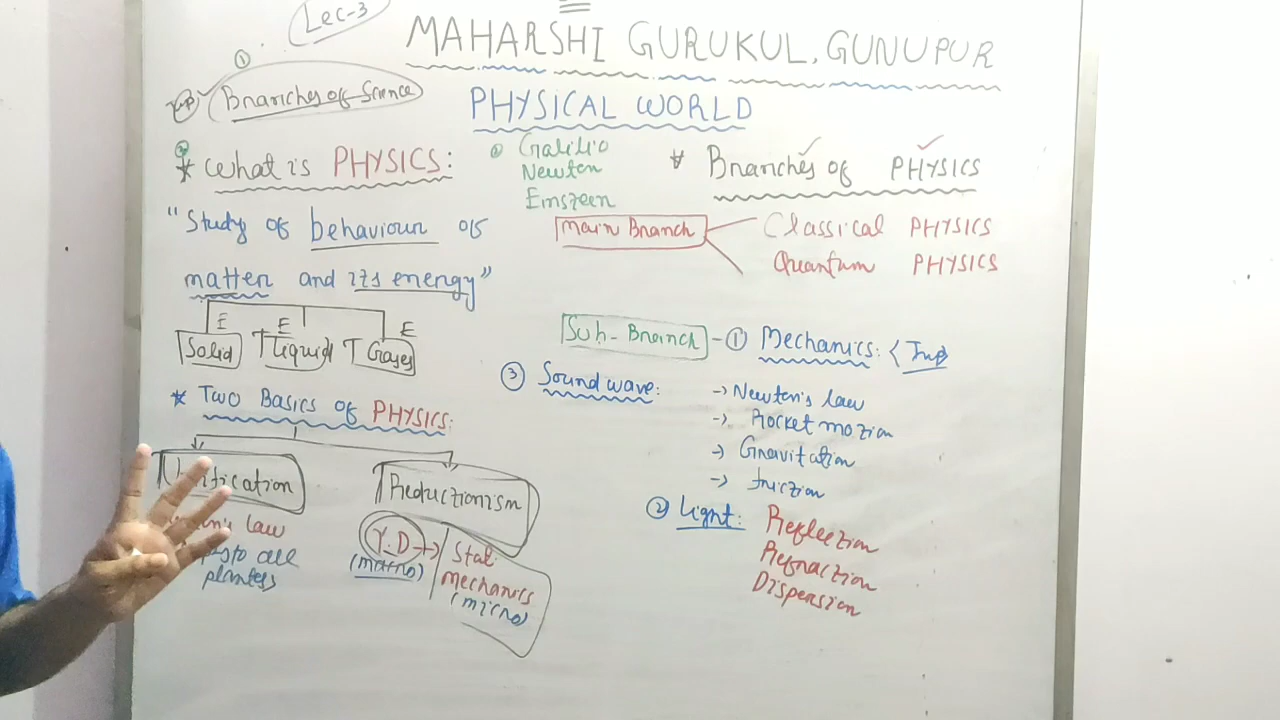 Lec-3
MAHARSHI GURUKUL, GUNUPUR
①
Branches of Science
PHYSICAL WORLD
* What is PHYSICS:
"Study of behaviour of
matter and its energy"
E E E
Solid Liquid Gases
* Two Basics of PHYSICS:
Reductionism
law
to all
planets
T.D → Stat
(macro) mechanics
(micro)
Galilio
Newton
Einszeen
* Branches of PHYSICS
Main Branch
Classical PHYSICS
Quantum PHYSICS
Sub-Branch - ① Mechanics: < Imp
→ Newton's law
→ Rocket motion
→ Gravitation
→ friction
② Light: Reflection
Refraction
Dispersion
③ Sound wave: